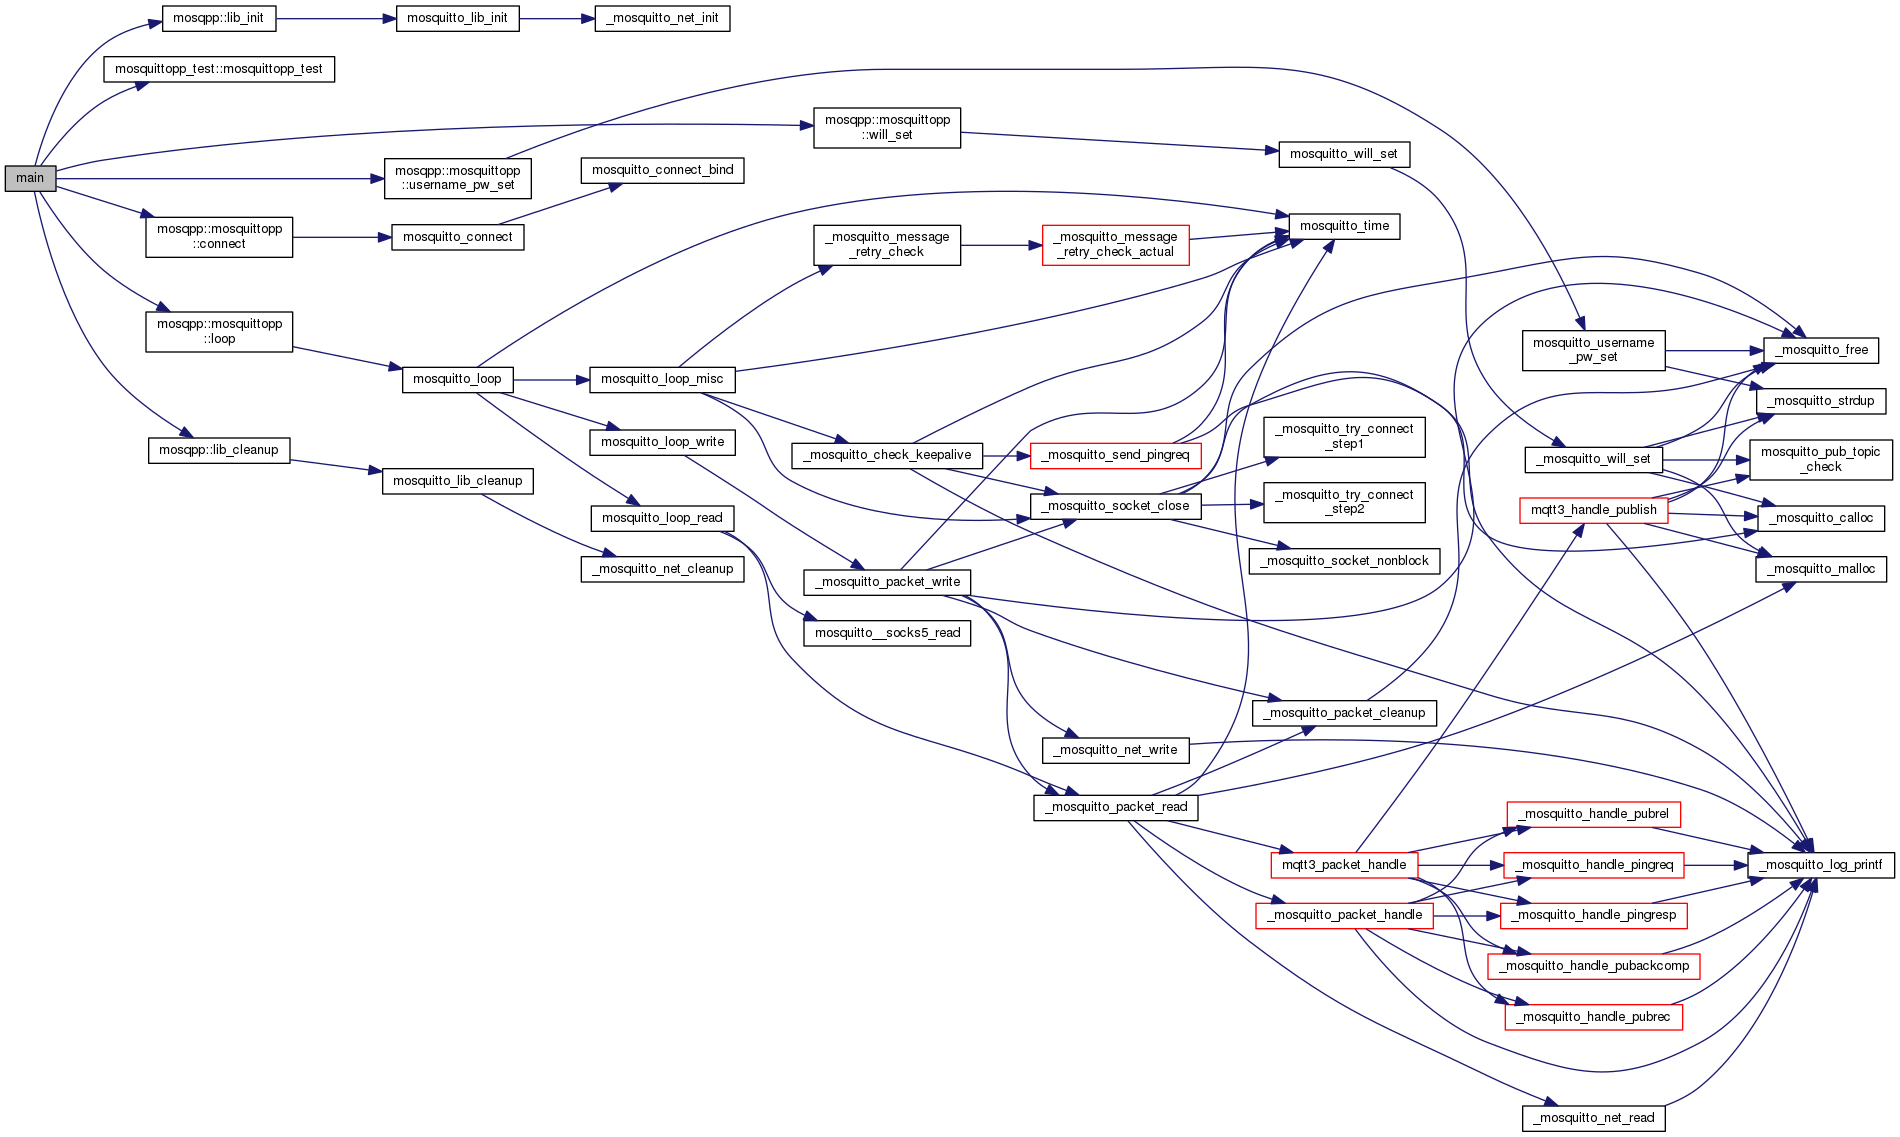 main
mosqpp::lib_init
mosquitto_lib_init
_mosquitto_net_init
mosquittopp_test::mosquittopp_test
mosqpp::mosquittopp
::will_set
mosquitto_will_set
mosqpp::mosquittopp
::username_pw_set
mosquitto_connect_bind
mosqpp::mosquittopp
::connect
mosquitto_connect
_mosquitto_message
_retry_check
_mosquitto_message
_retry_check_actual
mosquitto_time
mosqpp::mosquittopp
::loop
mosquitto_loop
mosquitto_loop_misc
mosquitto_username
_pw_set
_mosquitto_free
_mosquitto_strdup
mosqpp::lib_cleanup
mosquitto_lib_cleanup
_mosquitto_net_cleanup
mosquitto_loop_write
mosquitto_loop_read
_mosquitto_check_keepalive
_mosquitto_send_pingreq
_mosquitto_try_connect
_step1
_mosquitto_socket_close
_mosquitto_try_connect
_step2
_mosquitto_socket_nonblock
_mosquitto_will_set
mosquitto_pub_topic
_check
mqtt3_handle_publish
_mosquitto_calloc
_mosquitto_malloc
_mosquitto_packet_write
mosquitto__socks5_read
_mosquitto_packet_cleanup
_mosquitto_net_write
_mosquitto_packet_read
mqtt3_packet_handle
_mosquitto_packet_handle
_mosquitto_handle_pubrel
_mosquitto_handle_pingreq
_mosquitto_handle_pingresp
_mosquitto_handle_pubackcomp
_mosquitto_handle_pubrec
_mosquitto_log_printf
_mosquitto_net_read